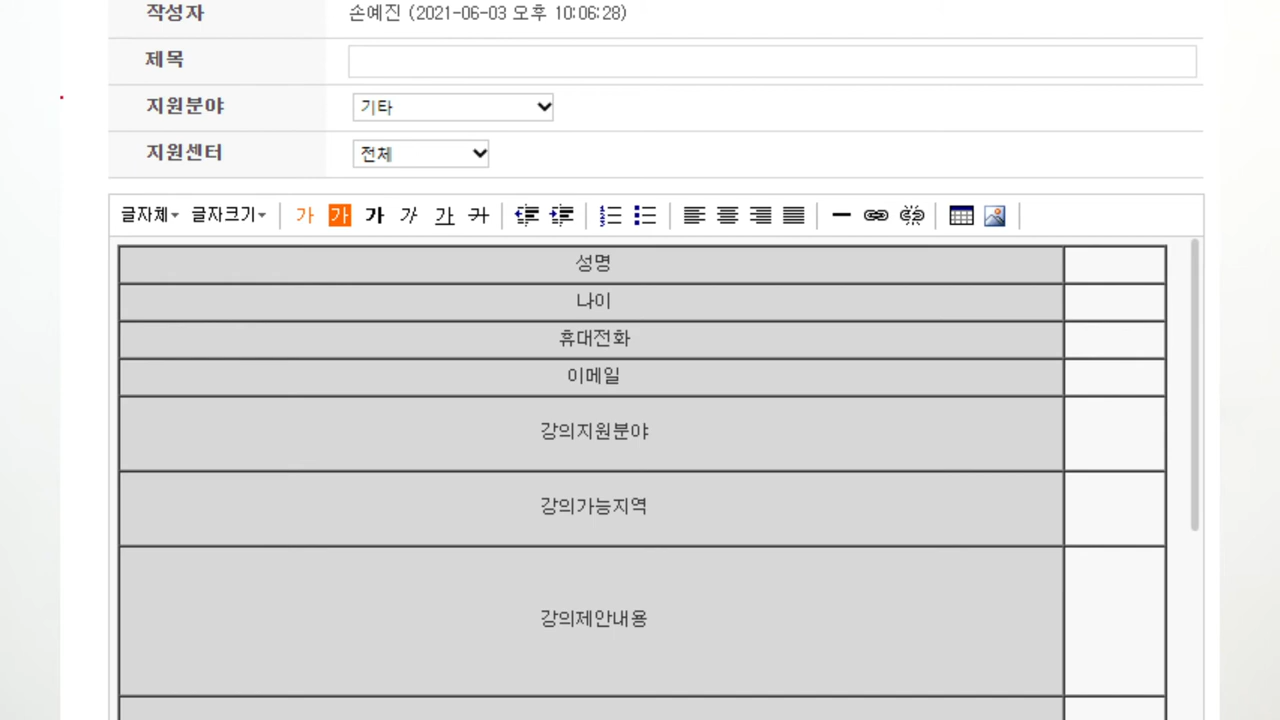 작성자 손예진 (2021-06-03 오후 10:06:28)
제목
지원분야 기타
지원센터 전체
글자체 글자크기 가 가 가 가 가 가
성명
나이
휴대전화
이메일
강의지원분야
강의가능지역
강의제안내용